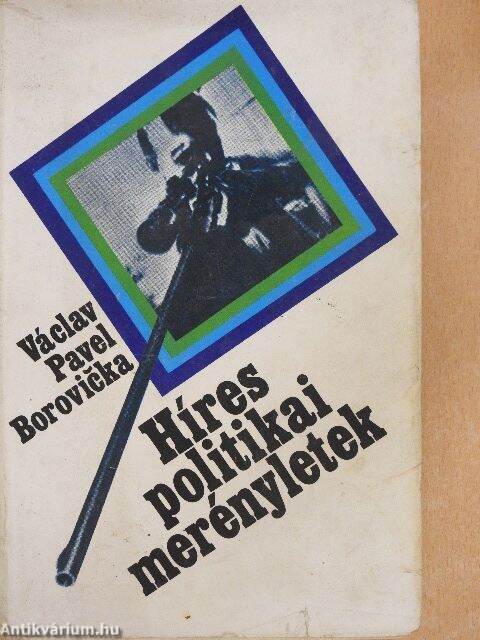 Václav
Pavel
Borovička
Híres
politikai
merényletek
Antikvárium.hu